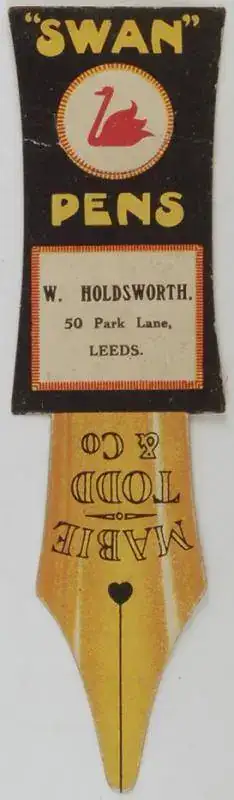 "SWAN"
PENS
W. HOLDSWORTH.
50 Park Lane,
LEEDS.
MABIE
TODD
& Co